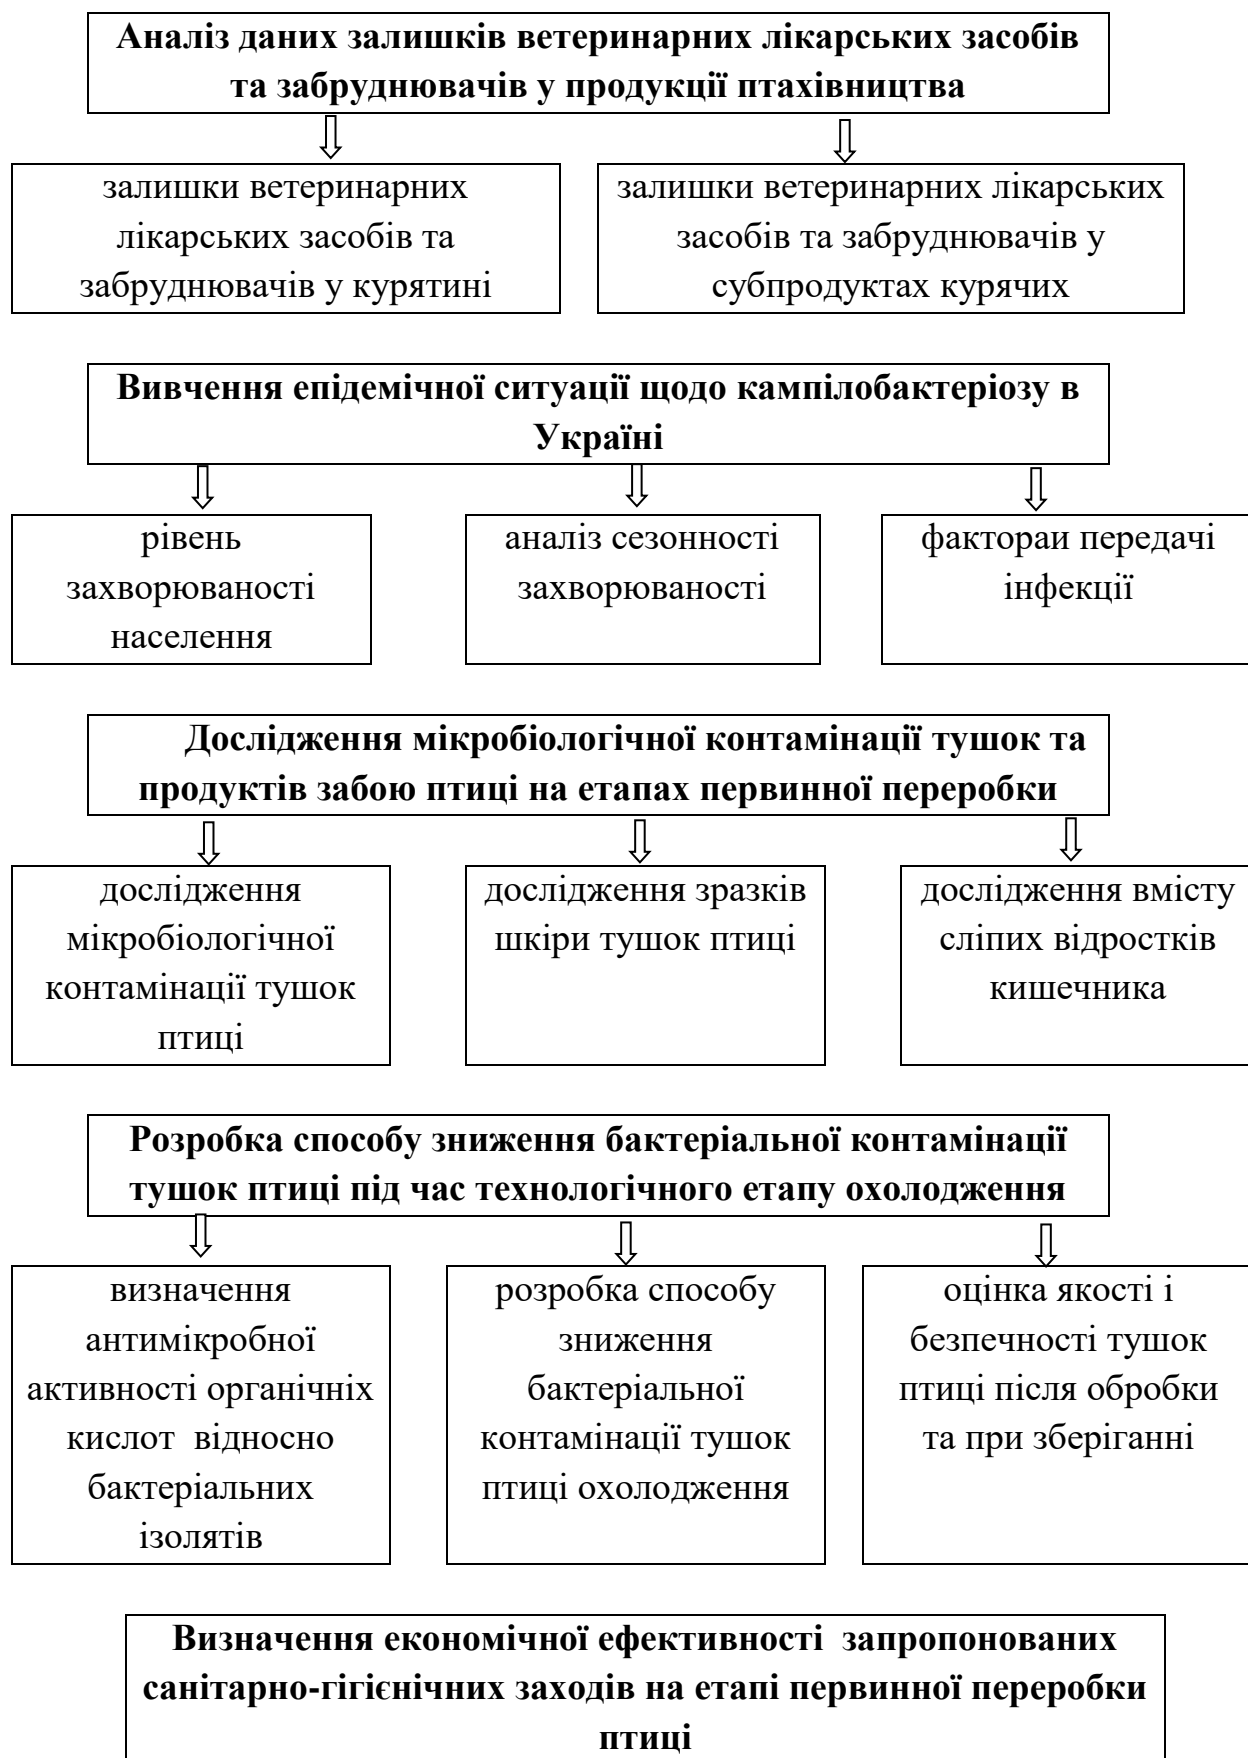 Аналіз даних залишків ветеринарних лікарських засобів
та забруднювачів у продукції птахівництва
залишки ветеринарних
лікарських засобів та
забруднювачів у курятині
залишки ветеринарних лікарських
засобів та забруднювачів у
субпродуктах курячих
Вивчення епідемічної ситуації щодо кампілобактеріозу в
Україні
рівень
захворюваності
населення
аналіз сезонності
захворюваності
фактораи передачі
інфекції
Дослідження мікробіологічної контамінації тушок та
продуктів забою птиці на етапах первинної переробки
дослідження
мікробіологічної
контамінації тушок
птиці
дослідження зразків
шкіри тушок птиці
дослідження вмісту
сліпих відростків
кишечника
Розробка способу зниження бактеріальної контамінації
тушок птиці під час технологічного етапу охолодження
визначення
антимікробної
активності органічніх
кислот відносно
бактеріальних
ізолятів
розробка способу
зниження
бактеріальної
контамінації тушок
птиці охолодження
оцінка якості і
безпечності тушок
птиці після обробки
та при зберіганні
Визначення економічної ефективності запропонованих
санітарно-гігієнічних заходів на етапі первинної переробки
птиці